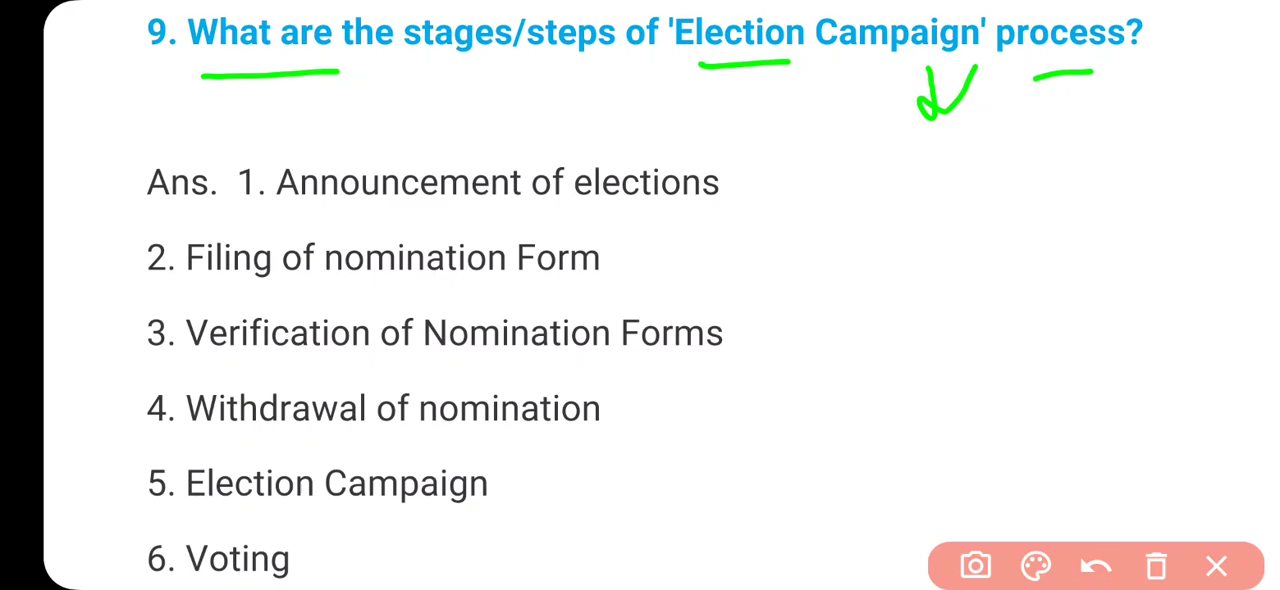 9. What are the stages/steps of 'Election Campaign' process?
Ans. 1. Announcement of elections
2. Filing of nomination Form
3. Verification of Nomination Forms
4. Withdrawal of nomination
5. Election Campaign
6. Voting